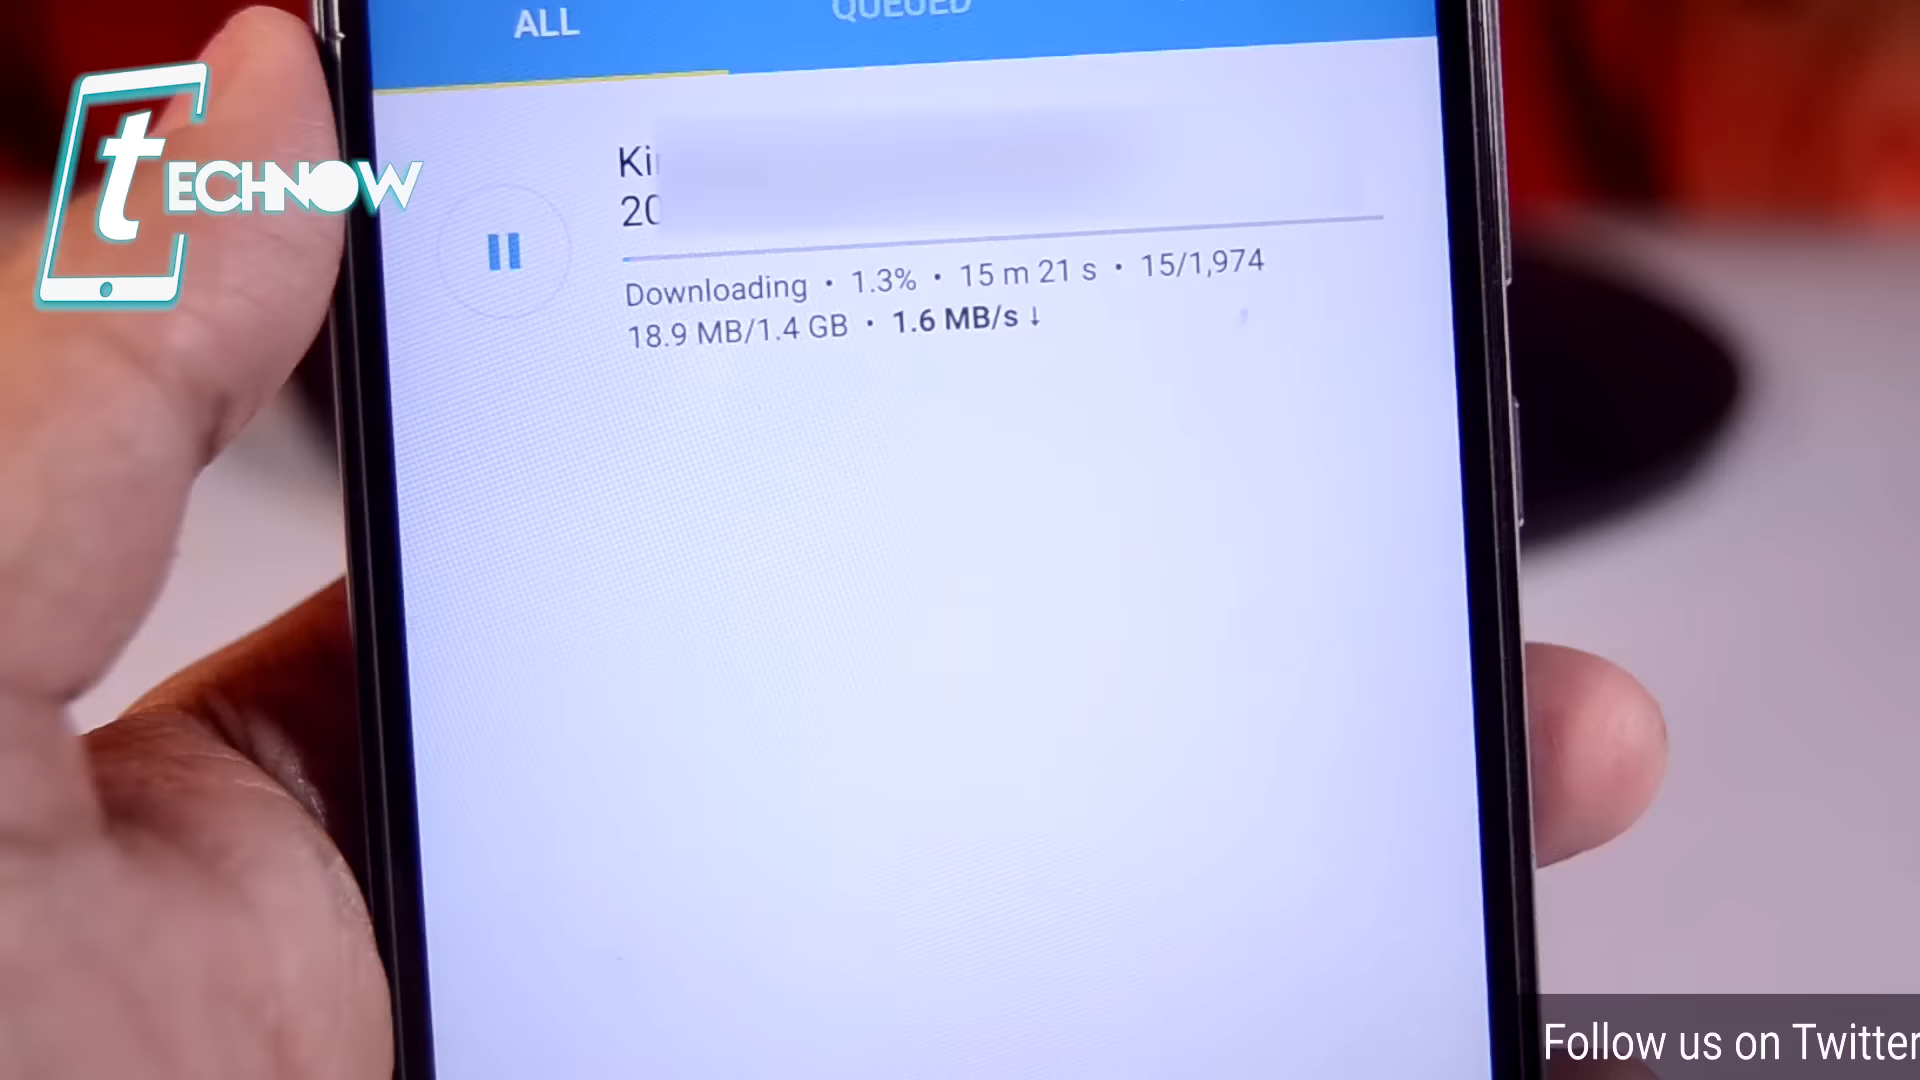 ALL QUEUED
tECHNOW
Ki
20
Downloading • 1.3% • 15 m 21 s • 15/1,974
18.9 MB/1.4 GB • 1.6 MB/s ↓
Follow us on Twitter